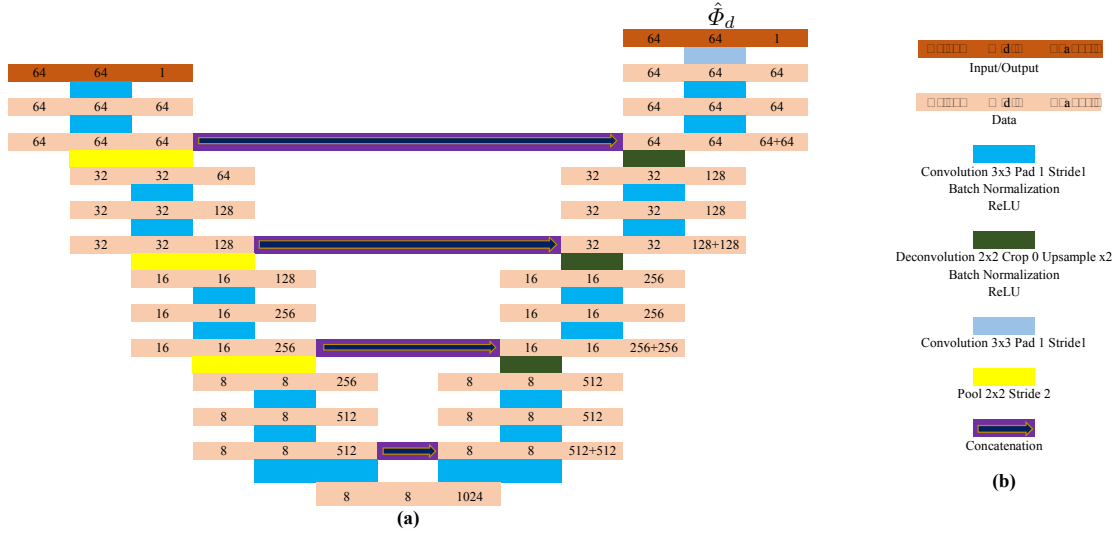 Φ̂_d
64 64 1
64 64 1
64 64 64
64 64 64
64 64 64
64 64 64
64 64 64
64 64 64+64
32 32 64
32 32 128
32 32 128
32 32 128
32 32 128
32 32 128+128
16 16 128
16 16 256
16 16 256
16 16 256
16 16 256
16 16 256+256
8 8 256
8 8 512
8 8 512
8 8 512
8 8 512
8 8 512+512
8 8 1024
(a)
d a
Input/Output
d a
Data
Convolution 3x3 Pad 1 Stride1
Batch Normalization
ReLU
Deconvolution 2x2 Crop 0 Upsample x2
Batch Normalization
ReLU
Convolution 3x3 Pad 1 Stride1
Pool 2x2 Stride 2
Concatenation
(b)